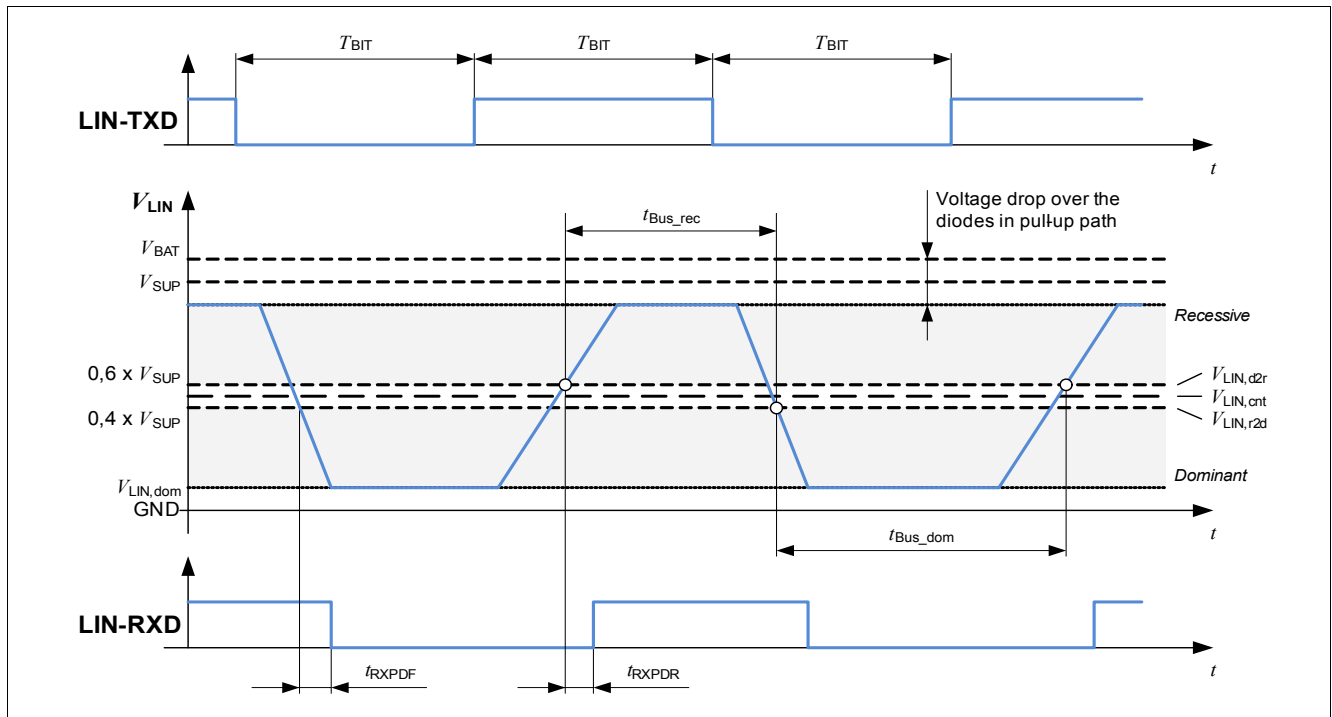 TBIT TBIT TBIT
LIN-TXD
t
VLIN
tBus_rec
Voltage drop over the
diodes in pull-up path
VBAT
VSUP
Recessive
0,6 x VSUP
VLIN,d2r
VLIN,cnt
0,4 x VSUP
VLIN,r2d
VLIN,dom
Dominant
GND
tBus_dom
t
LIN-RXD
t
tRXPDF tRXPDR